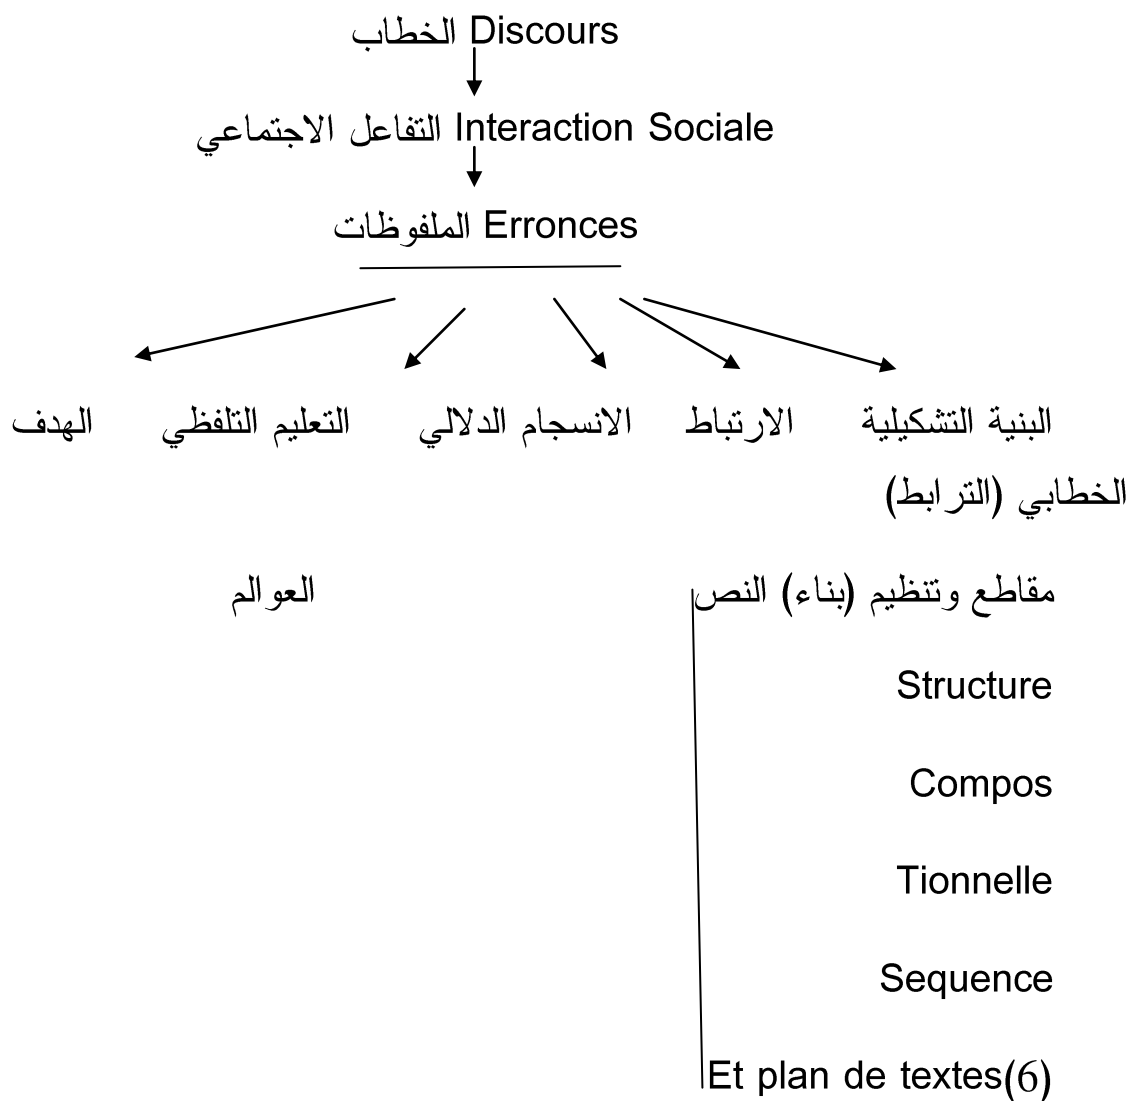 الخطاب Discours
التفاعل الاجتماعي Interaction Sociale
الملفوظات Erronces
البنية التشكيلية الارتباط الانسجام الدلالي التعليم التلفظي الهدف
الخطابي (الترابط)
مقاطع وتنظيم (بناء) النص العوالم
Structure
Compos
Tionnelle
Sequence
Et plan de textes(6)